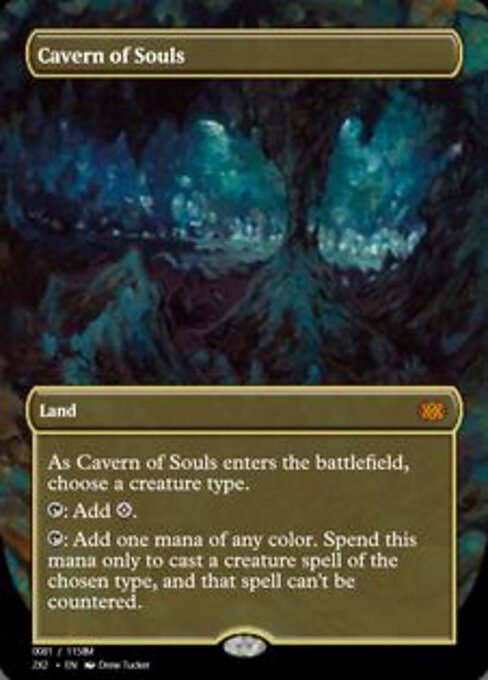 Cavern of Souls
Land
As Cavern of Souls enters the battlefield,
choose a creature type.
: Add .
: Add one mana of any color. Spend this
mana only to cast a creature spell of the
chosen type, and that spell can't be
countered.
0001 / 1158M
2X2 • EN Drew Tucker